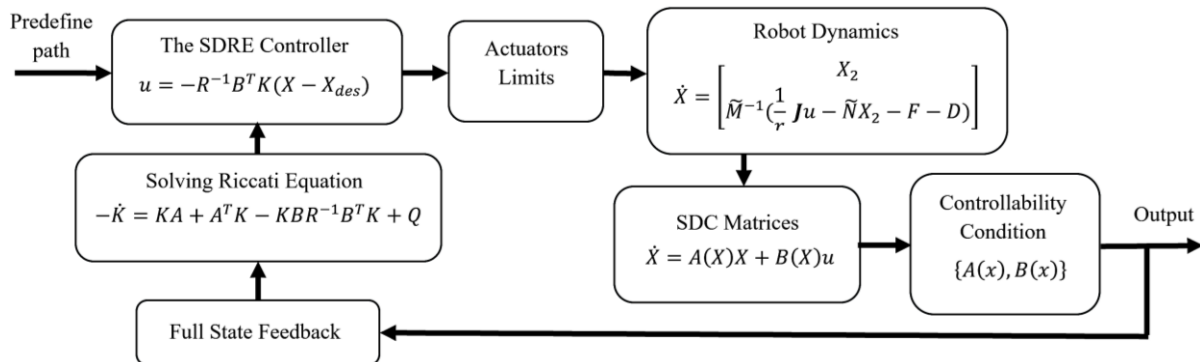 Predefine
path
The SDRE Controller
u = −R⁻¹BᵀK(X − X_des)
Actuators
Limits
Robot Dynamics
Ẋ = [X₂
M̃⁻¹(1/r Ju − ÑX₂ − F − D)]
Solving Riccati Equation
−K̇ = KA + AᵀK − KBR⁻¹BᵀK + Q
SDC Matrices
Ẋ = A(X)X + B(X)u
Controllability
Condition
{A(x), B(x)}
Output
Full State Feedback